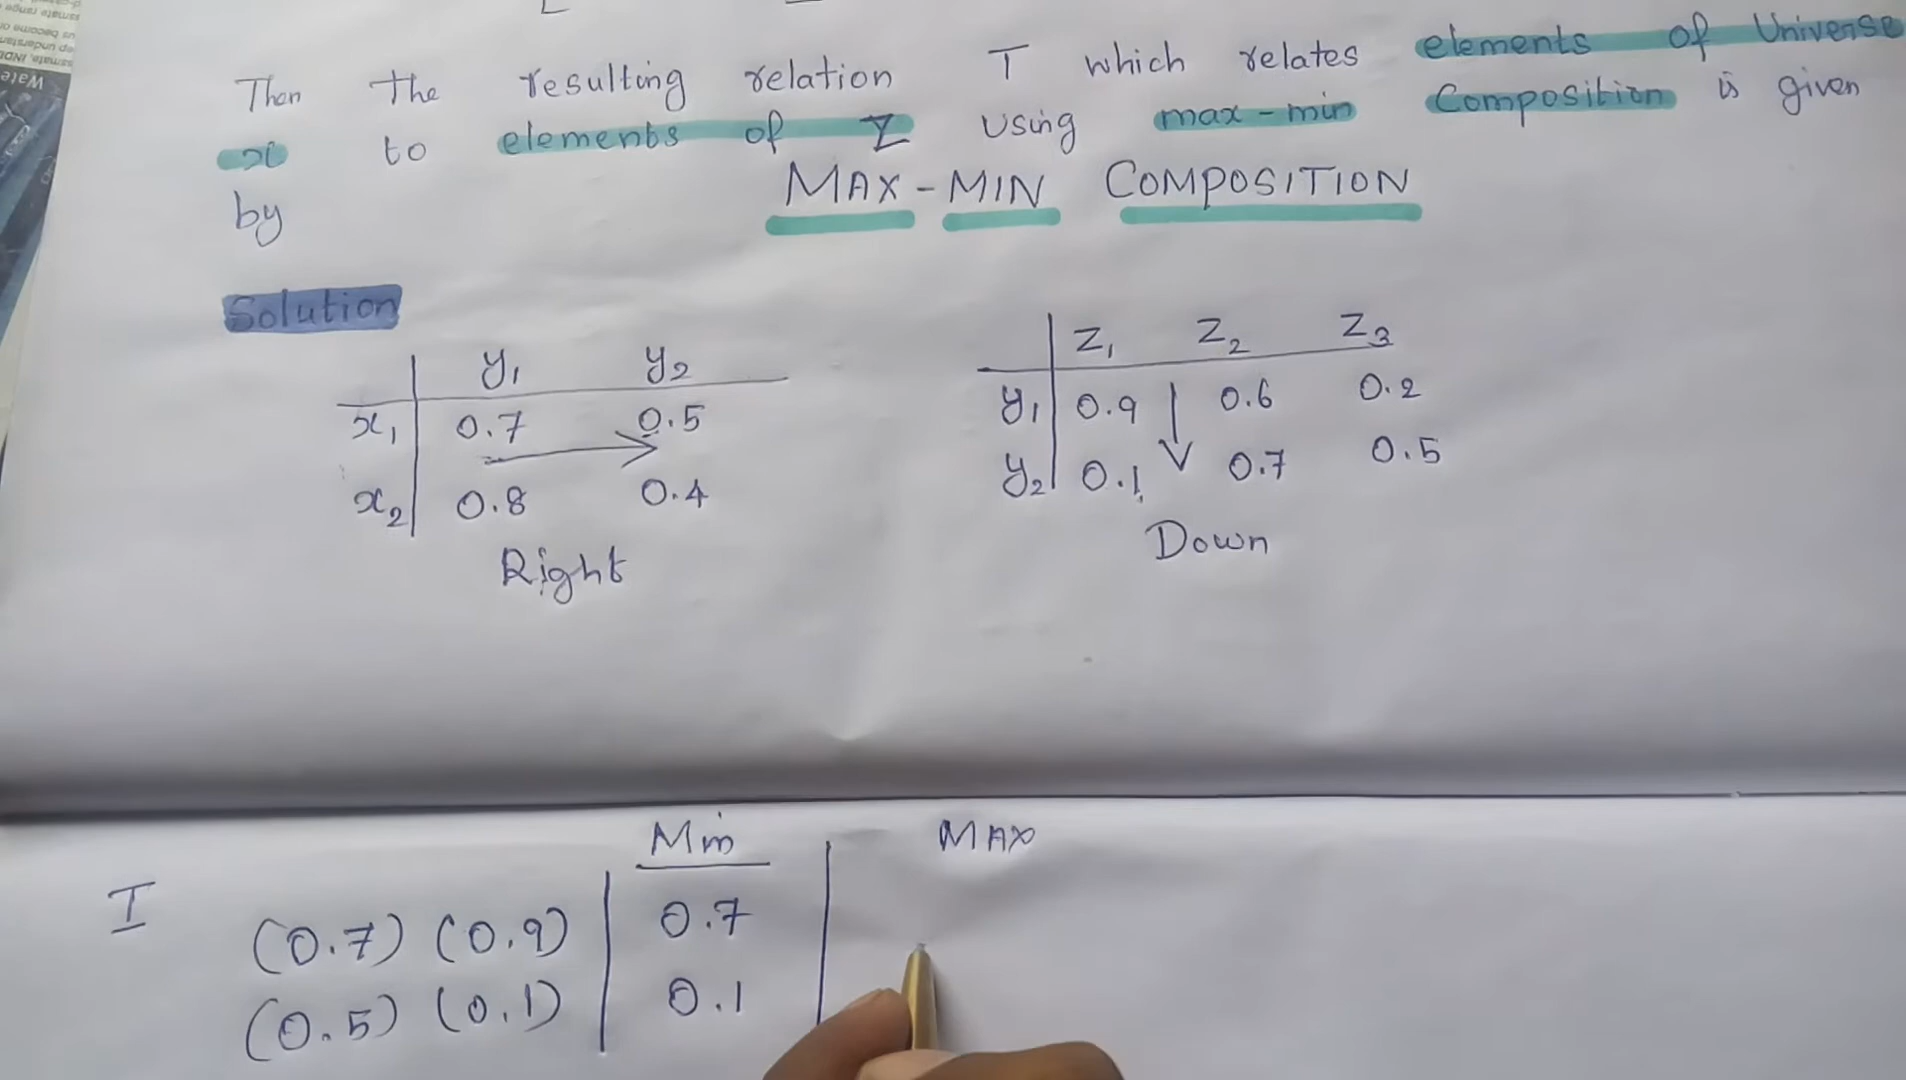 Then the resulting relation T which relates elements of Universe
x to elements of Z using max-min Composition is given
by
MAX-MIN COMPOSITION
Solution
y₁ y₂
x₁ 0.7 0.5
x₂ 0.8 0.4
Right
Z₁ Z₂ Z₃
y₁ 0.9 0.6 0.2
y₂ 0.1 0.7 0.5
Down
Min MAX
I (0.7) (0.9) 0.7
(0.5) (0.1) 0.1